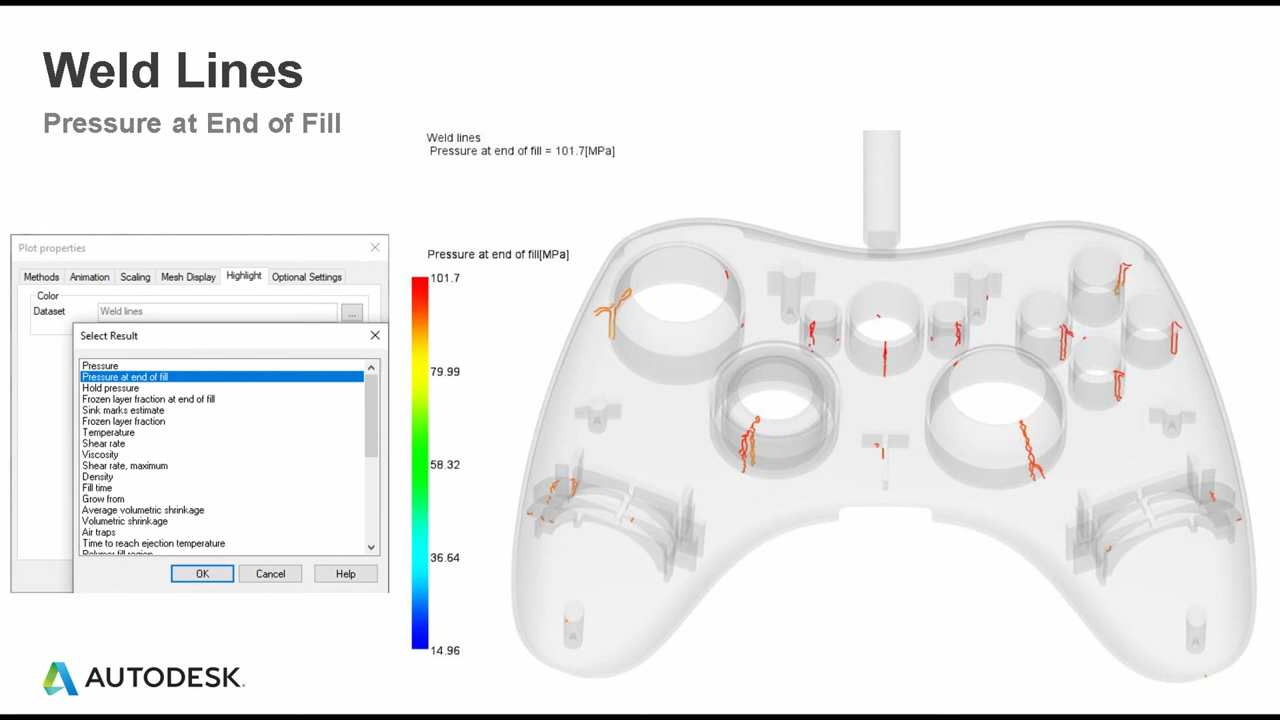 Weld Lines
Pressure at End of Fill
Weld lines
Pressure at end of fill = 101.7[MPa]
Plot properties
Methods Animation Scaling Mesh Display Highlight Optional Settings
Color
Dataset Weld lines ...
Select Result
Pressure
Pressure at end of fill
Hold pressure
Frozen layer fraction at end of fill
Sink marks estimate
Frozen layer fraction
Temperature
Shear rate
Viscosity
Shear rate, maximum
Density
Fill time
Grow from
Average volumetric shrinkage
Volumetric shrinkage
Air traps
Time to reach ejection temperature
Polymer fill region
OK Cancel Help
Pressure at end of fill[MPa]
101.7
79.99
58.32
36.64
14.96
AUTODESK.